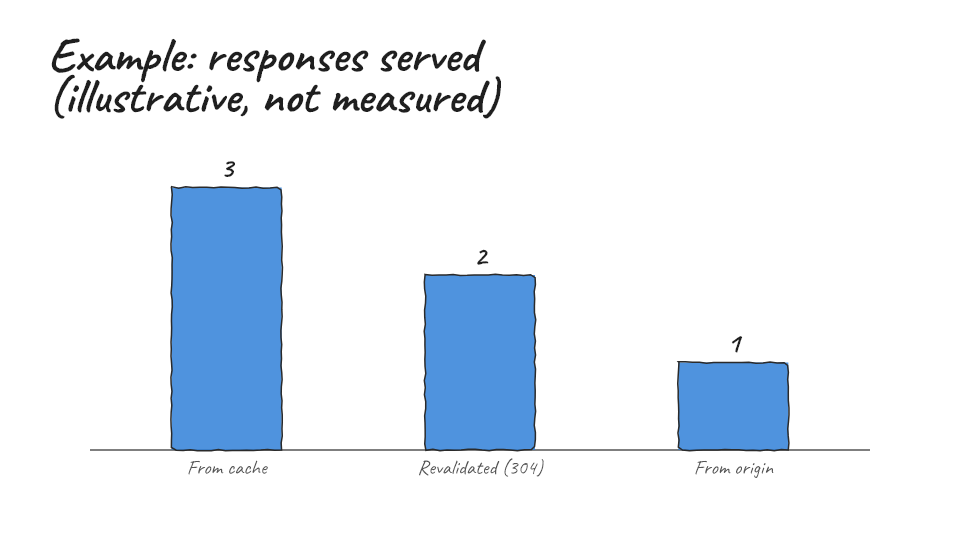 Example: responses served
(illustrative, not measured)
3
2
1
From cache
Revalidated (304)
From origin